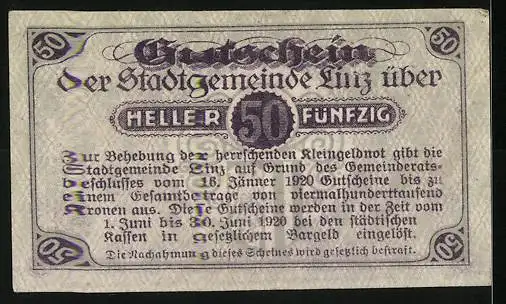 50 50
Gutschein
der Stadtgemeinde Linz über
HELLER 50 FÜNFZIG
Zur Behebung der herrschenden Kleingeldnot gibt die
Stadtgemeinde Linz auf Grund des Gemeinderats-
beschlusses vom 16. Jänner 1920 Gutscheine bis zu
einem Gesamtbetrage von viermalhunderttausend
Kronen aus. Diese Gutscheine werden in der Zeit vom
1. Juni bis 30. Juni 1920 bei den städtischen
Kassen in gesetzlichem Bargeld eingelöst.
Die Nachahmung dieses Scheines wird gesetzlich bestraft.
50 50